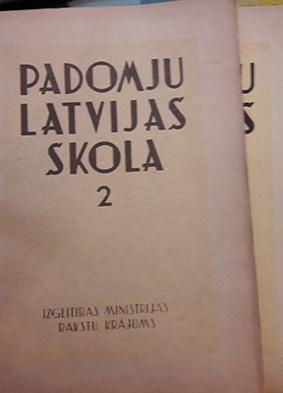 PADOMJU
LATVIJAS
SKOLA
2
IZGLĪTĪBAS MINISTRIJAS
RAKSTU KRĀJUMS
U
S